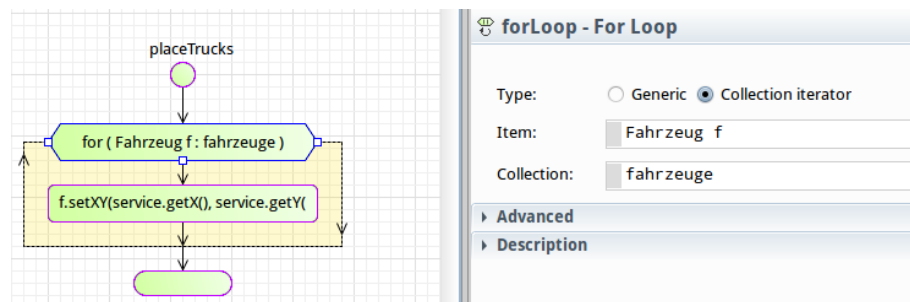 placeTrucks
for ( Fahrzeug f : fahrzeuge )
f.setXY(service.getX(), service.getY(
forLoop - For Loop
Type: Generic Collection iterator
Item: Fahrzeug f
Collection: fahrzeuge
Advanced
Description